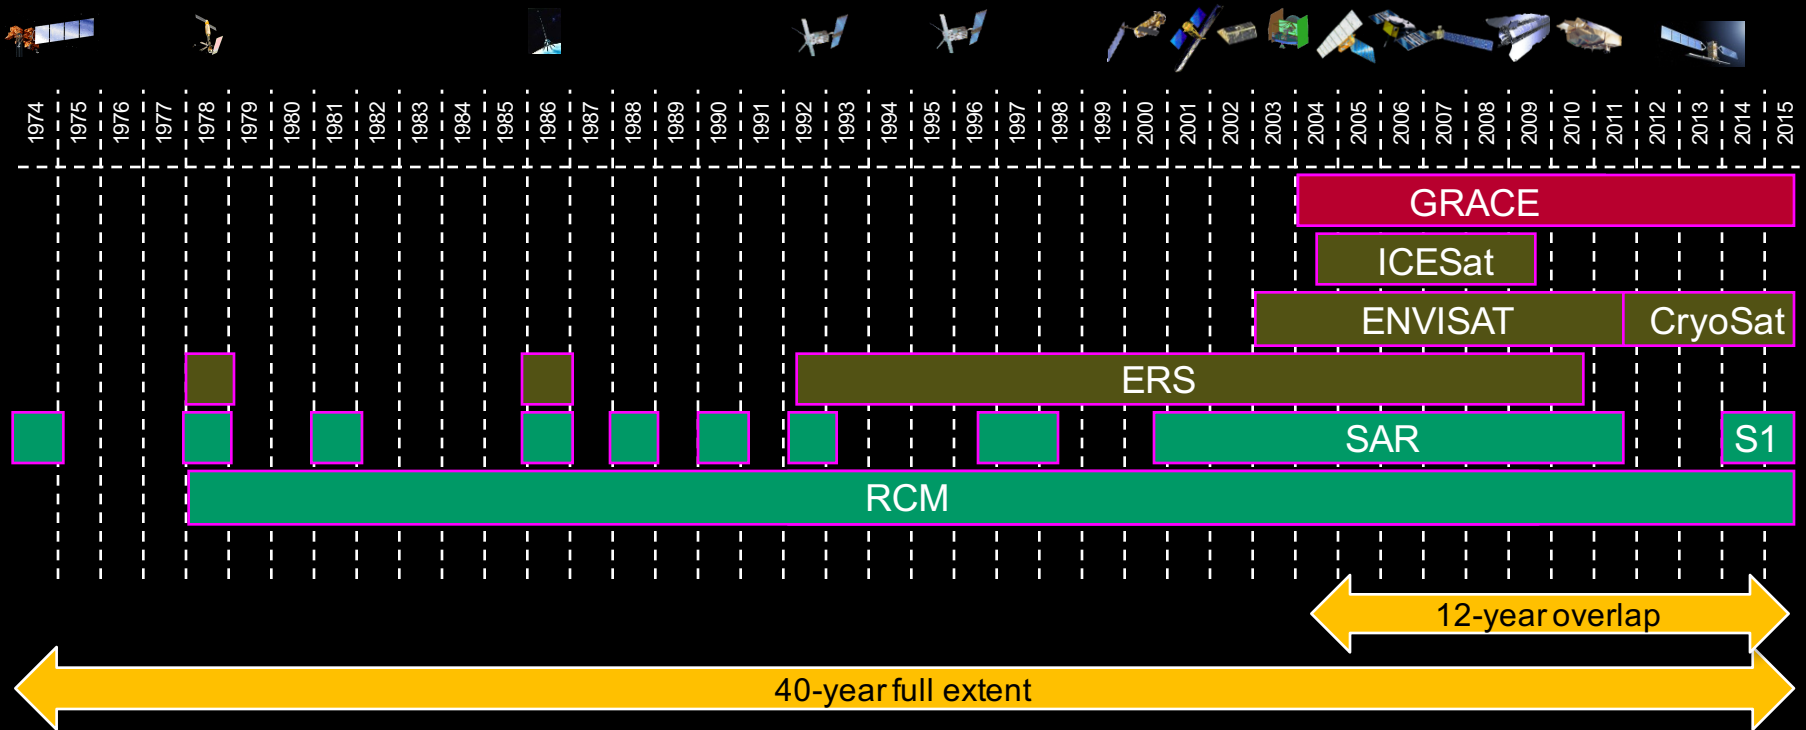 1974 1975 1976 1977 1978 1979 1980 1981 1982 1983 1984 1985 1986 1987 1988 1989 1990 1991 1992 1993 1994 1995 1996 1997 1998 1999 2000 2001 2002 2003 2004 2005 2006 2007 2008 2009 2010 2011 2012 2013 2014 2015
GRACE
ICESat
ENVISAT CryoSat
ERS
SAR S1
RCM
12-year overlap
40-year full extent